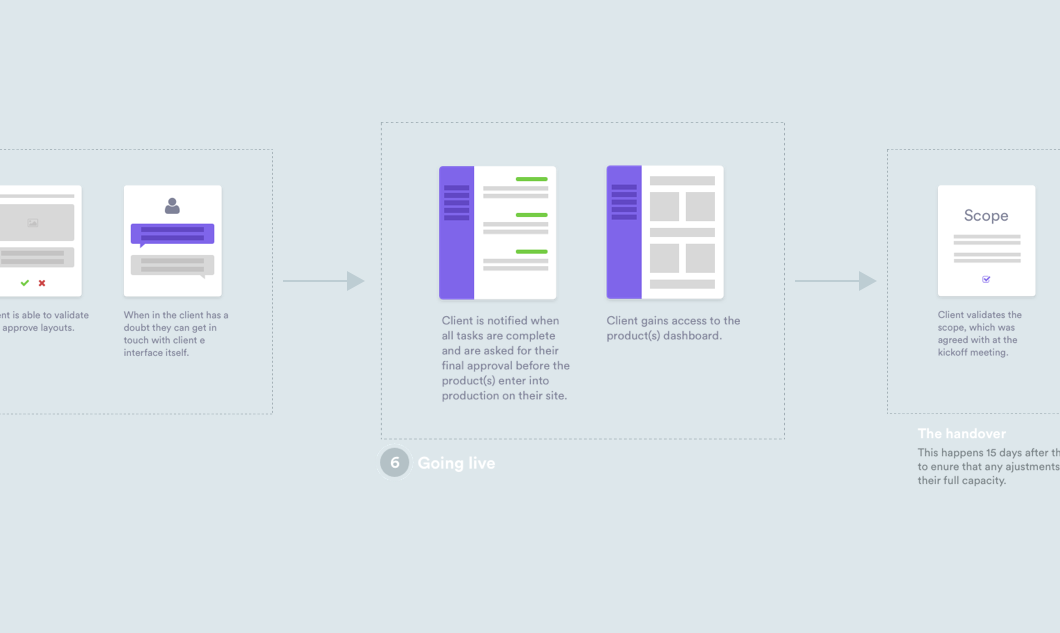 nt is able to validate
approve layouts.
When in the client has a
doubt they can get in
touch with client e
interface itself.
Client is notified when
all tasks are complete
and are asked for their
final approval before the
product(s) enter into
production on their site.
Client gains access to the
product(s) dashboard.
6 Going live
Scope
Client validates the
scope, which was
agreed with at the
kickoff meeting.
The handover
This happens 15 days after th
to enure that any ajustments
their full capacity.